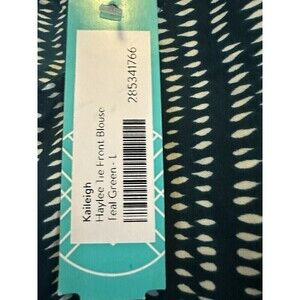 Kaileigh
Haylee Tie Front Blouse
Teal Green - L
285341766